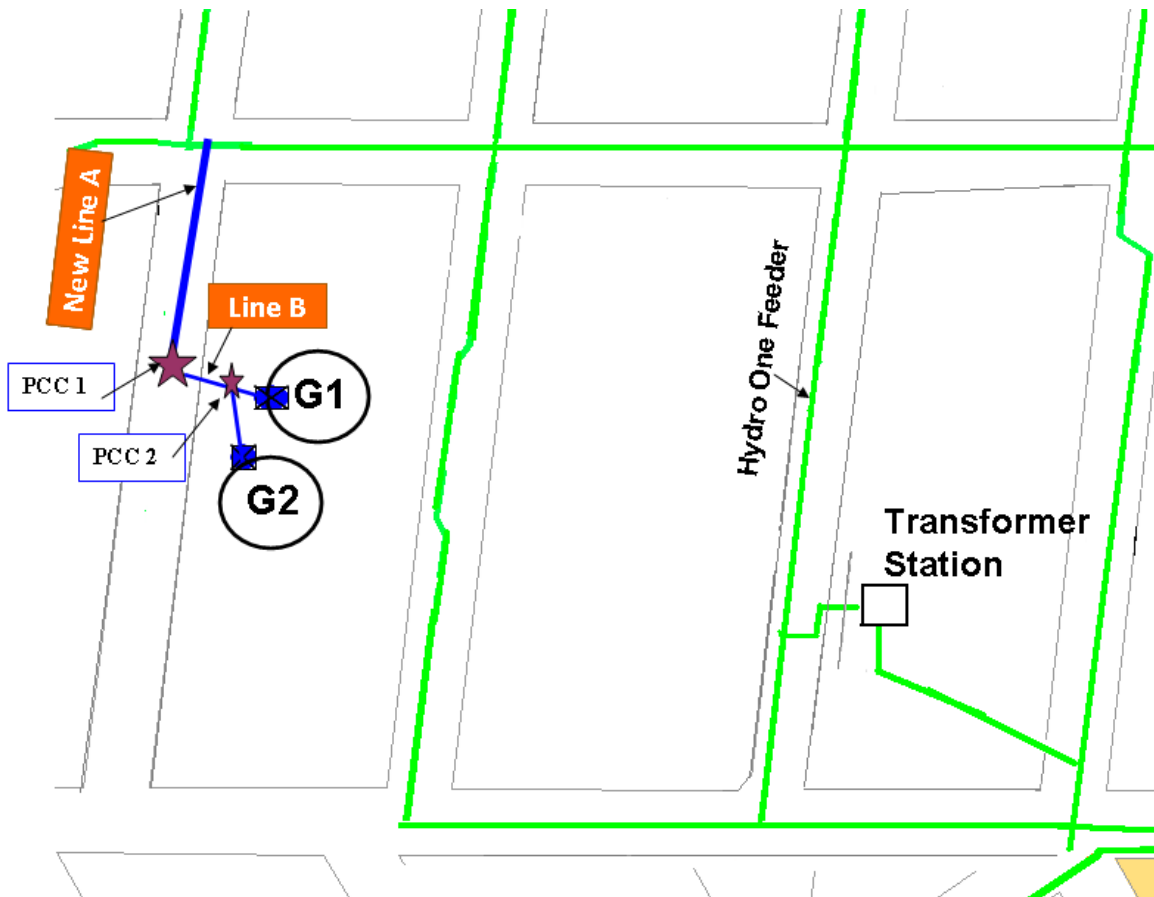 New Line A
Line B
PCC 1
G1
PCC 2
G2
Hydro One Feeder
Transformer
Station